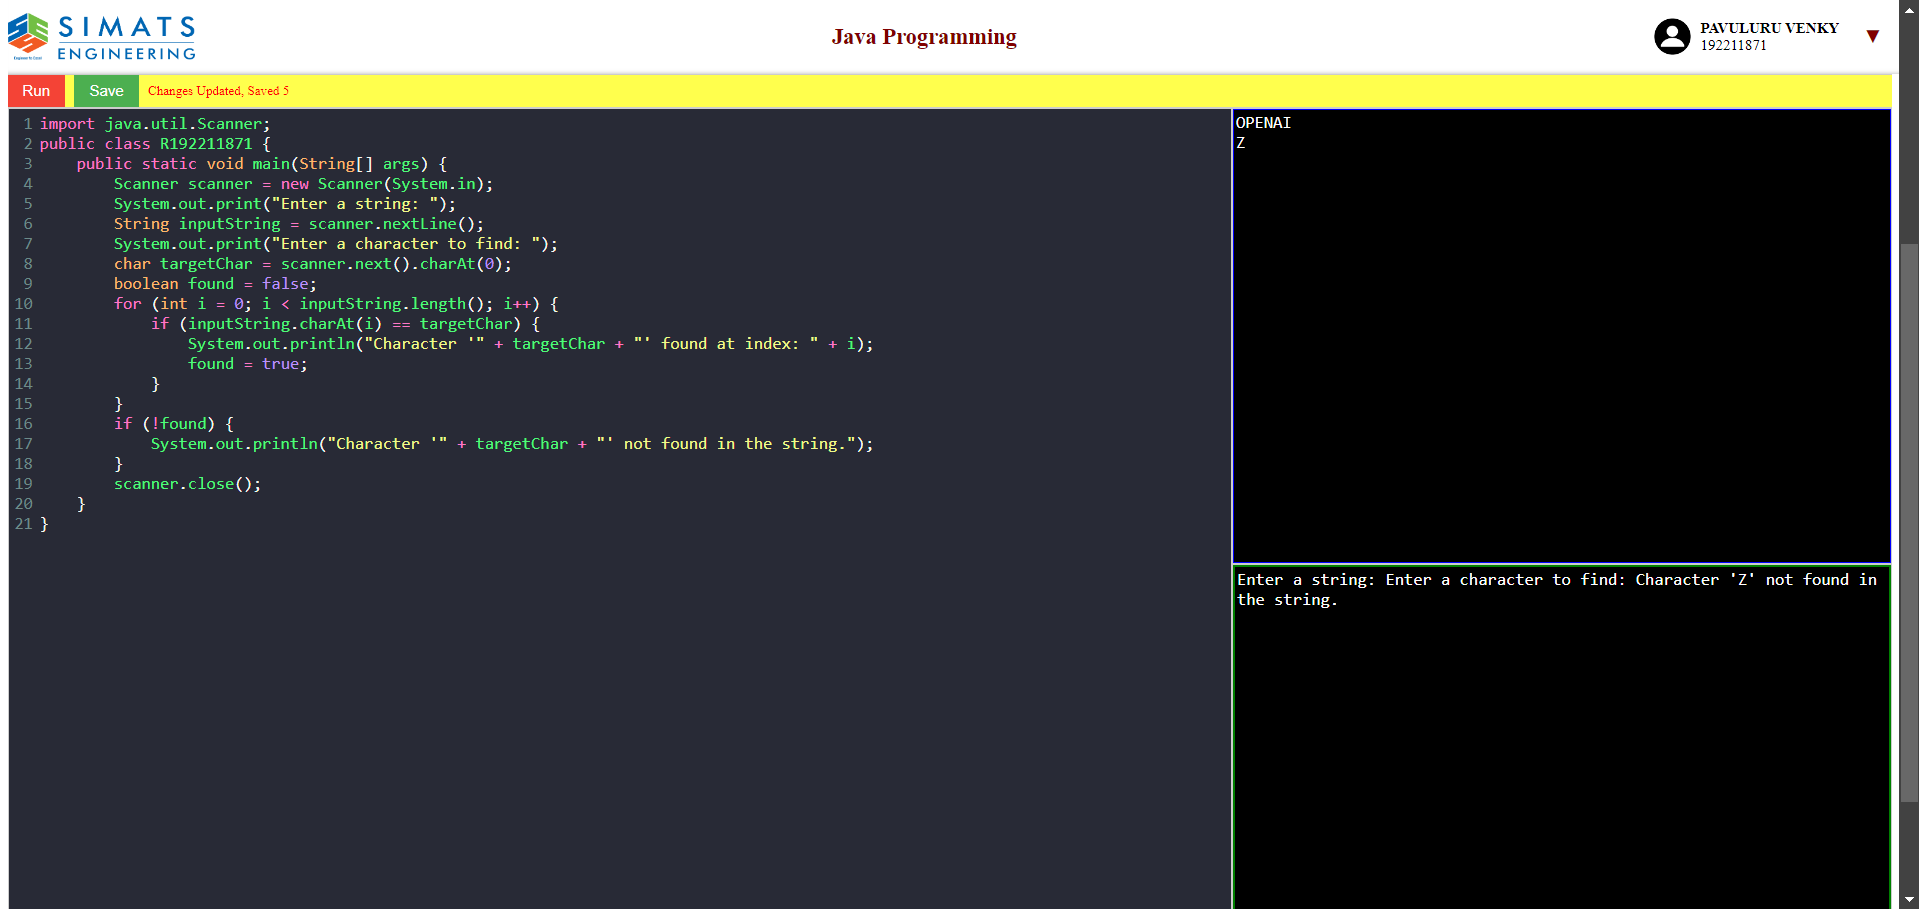 SIMATS
ENGINEERING
Engineer to Excel
Java Programming
PAVULURU VENKY
192211871
Run Save Changes Updated, Saved 5
1 import java.util.Scanner;
2 public class R192211871 {
3     public static void main(String[] args) {
4         Scanner scanner = new Scanner(System.in);
5         System.out.print("Enter a string: ");
6         String inputString = scanner.nextLine();
7         System.out.print("Enter a character to find: ");
8         char targetChar = scanner.next().charAt(0);
9         boolean found = false;
10         for (int i = 0; i < inputString.length(); i++) {
11             if (inputString.charAt(i) == targetChar) {
12                 System.out.println("Character '" + targetChar + "' found at index: " + i);
13                 found = true;
14             }
15         }
16         if (!found) {
17             System.out.println("Character '" + targetChar + "' not found in the string.");
18         }
19         scanner.close();
20     }
21 }
OPENAI
Z
Enter a string: Enter a character to find: Character 'Z' not found in
the string.